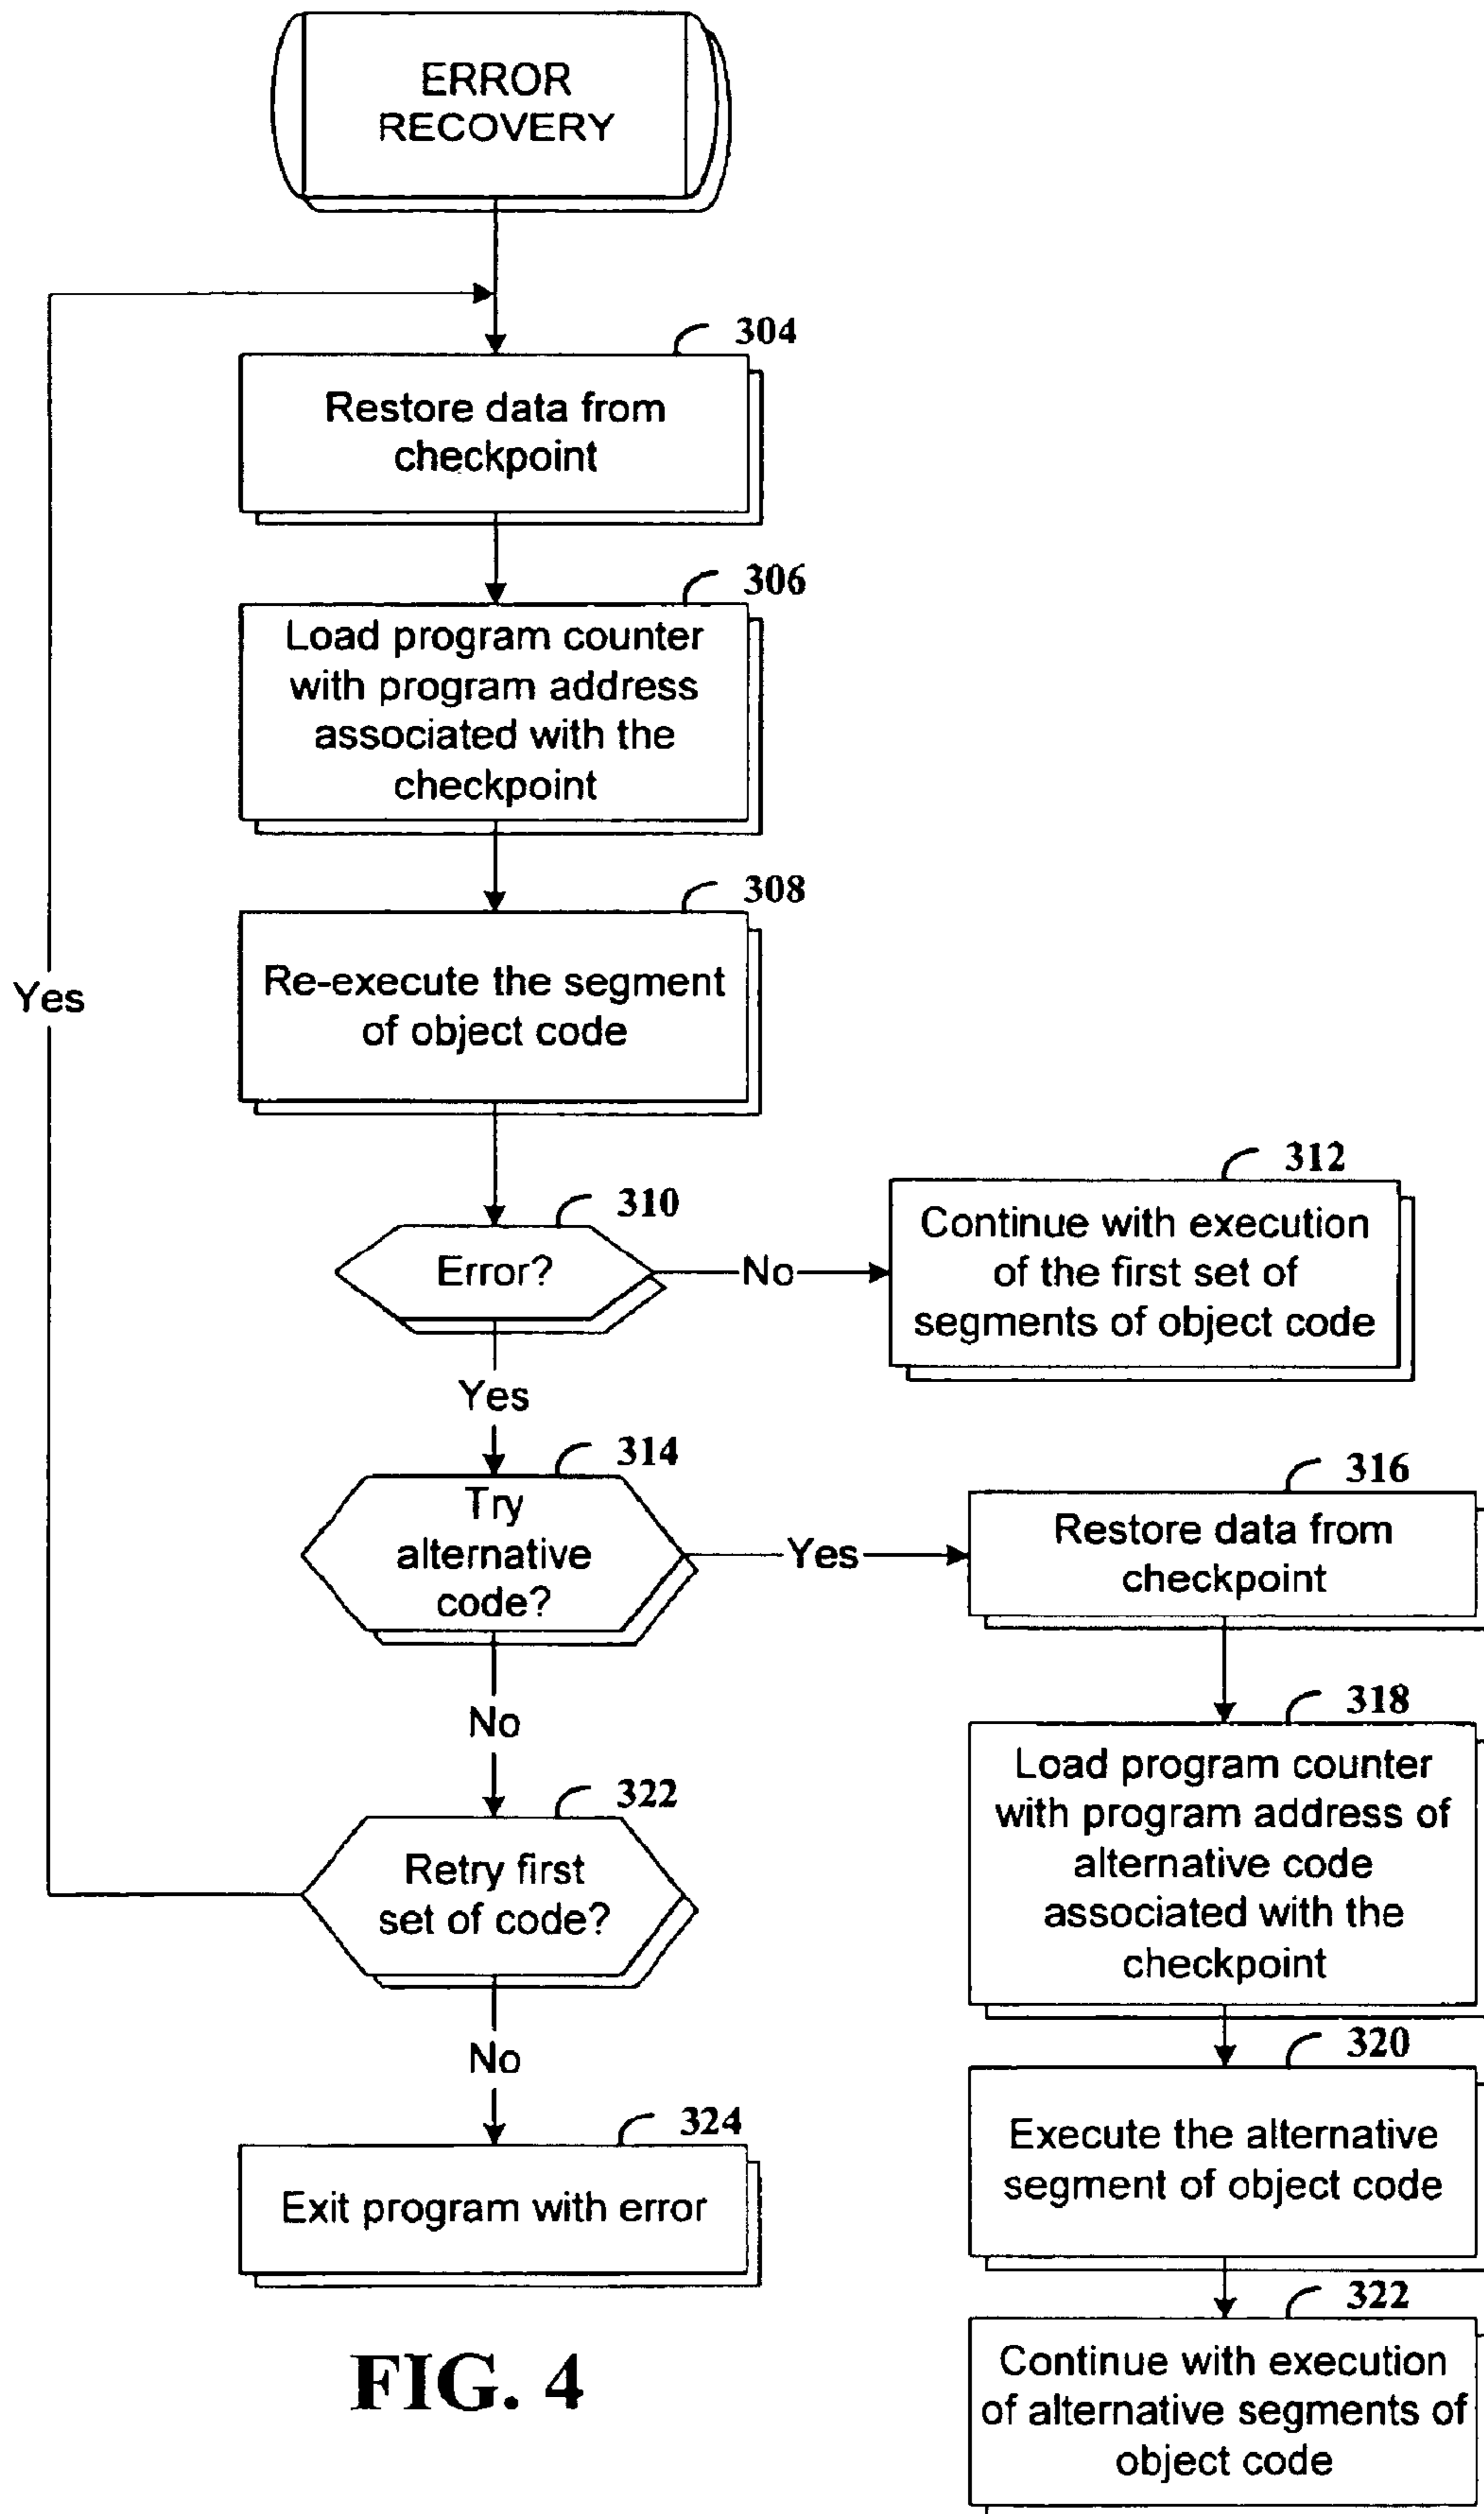 ERROR
RECOVERY
304
Restore data from
checkpoint
306
Load program counter
with program address
associated with the
checkpoint
308
Re-execute the segment
of object code
Yes
310
Error?
No
312
Continue with execution
of the first set of
segments of object code
Yes
314
Try
alternative
code?
Yes
316
Restore data from
checkpoint
No
318
Load program counter
with program address of
alternative code
associated with the
checkpoint
322
Retry first
set of code?
No
320
Execute the alternative
segment of object code
324
Exit program with error
322
Continue with execution
of alternative segments of
object code
FIG. 4